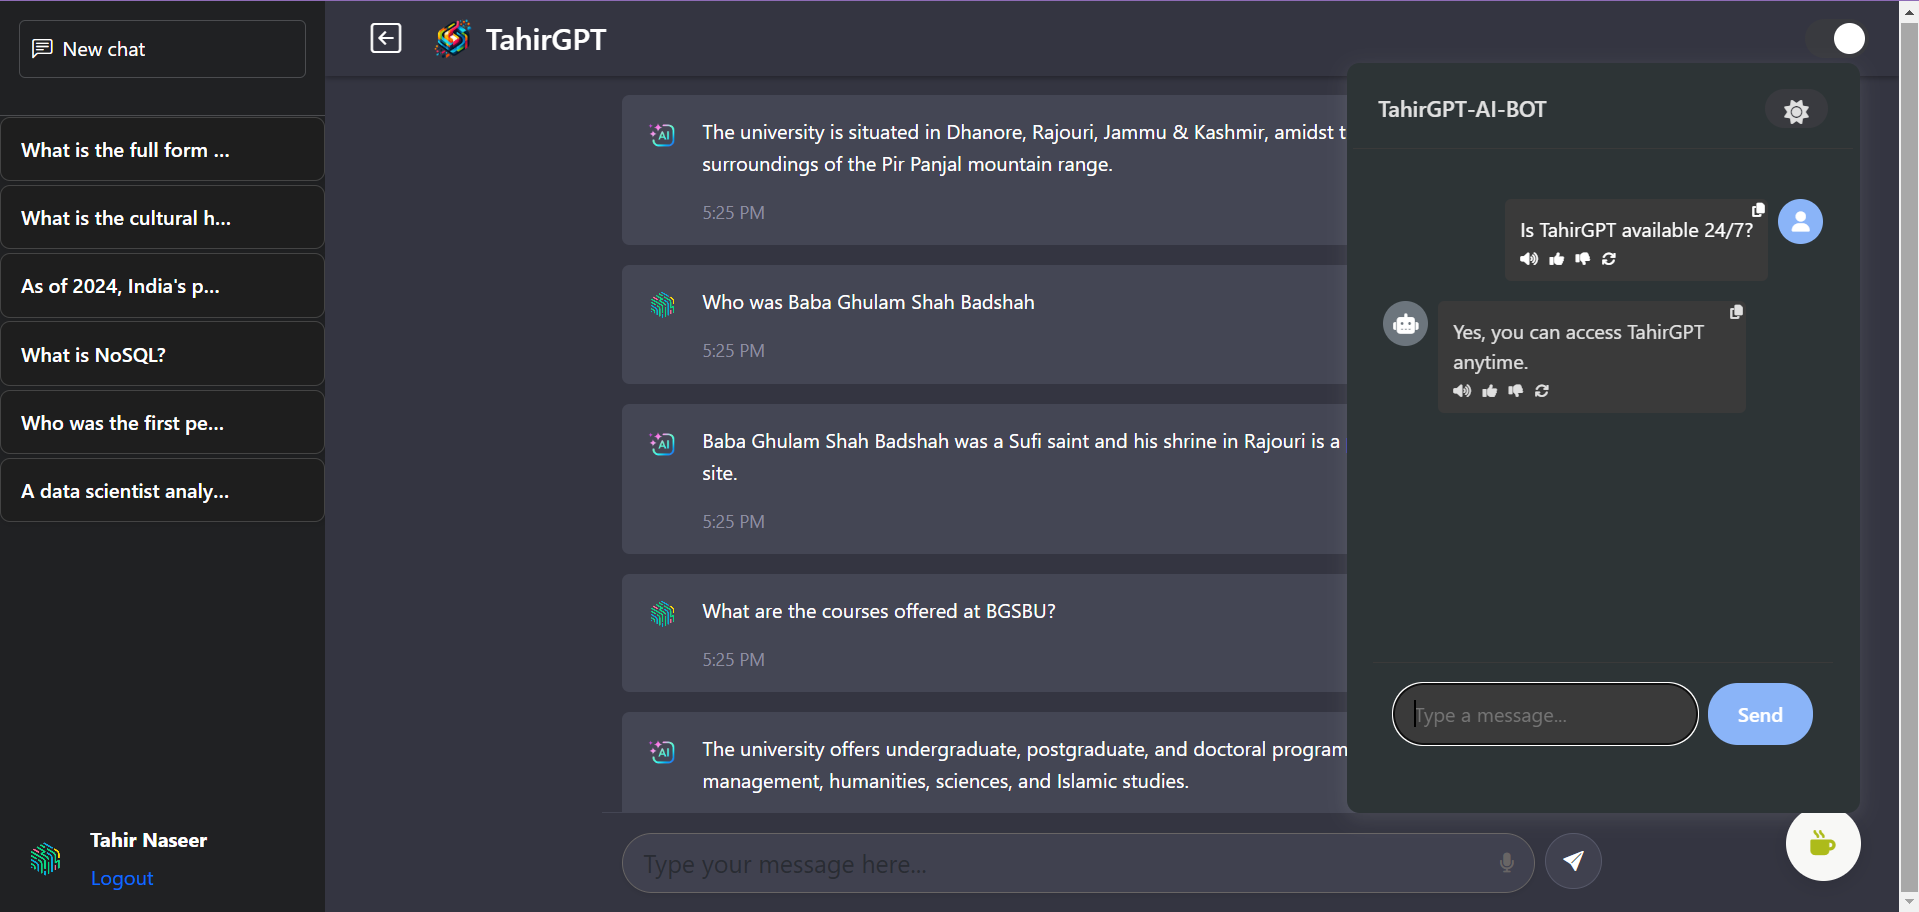 New chat
What is the full form ...
What is the cultural h...
As of 2024, India's p...
What is NoSQL?
Who was the first pe...
A data scientist analy...
Tahir Naseer
Logout
TahirGPT
AI
The university is situated in Dhanore, Rajouri, Jammu & Kashmir, amidst
surroundings of the Pir Panjal mountain range.
5:25 PM
Who was Baba Ghulam Shah Badshah
5:25 PM
AI
Baba Ghulam Shah Badshah was a Sufi saint and his shrine in Rajouri is a
site.
5:25 PM
What are the courses offered at BGSBU?
5:25 PM
AI
The university offers undergraduate, postgraduate, and doctoral program
management, humanities, sciences, and Islamic studies.
Type your message here...
TahirGPT-AI-BOT
Is TahirGPT available 24/7?
Yes, you can access TahirGPT
anytime.
Type a message...
Send